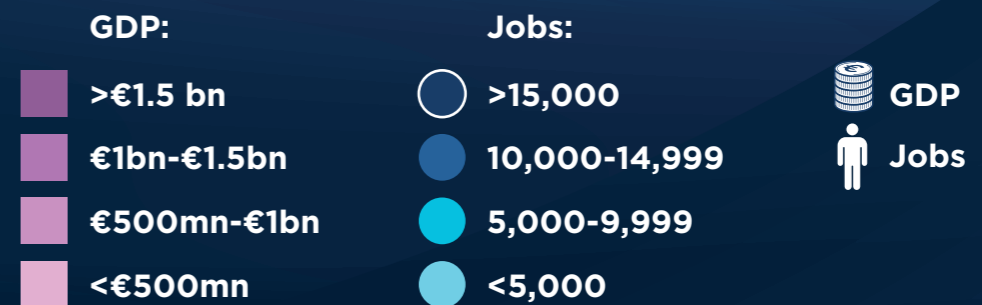 GDP:
Jobs:
>€1.5 bn
>15,000
GDP
€1bn-€1.5bn
10,000-14,999
Jobs
€500mn-€1bn
5,000-9,999
<€500mn
<5,000